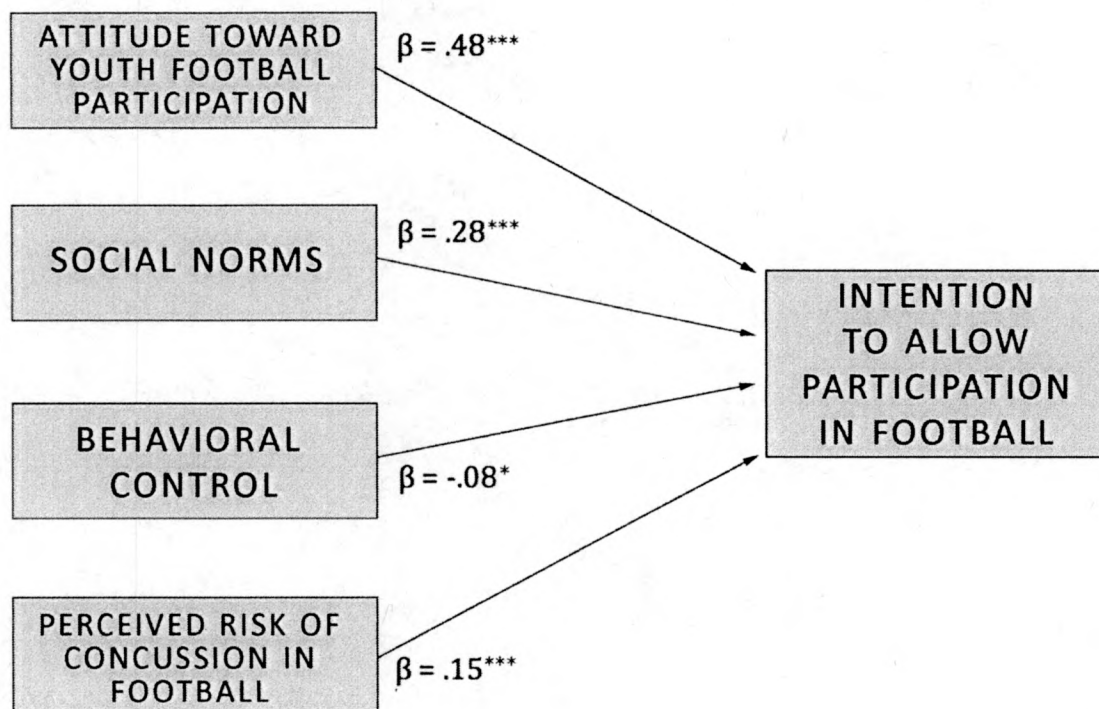 ATTITUDE TOWARD
YOUTH FOOTBALL
PARTICIPATION
β = .48***
SOCIAL NORMS
β = .28***
BEHAVIORAL
CONTROL
β = -.08*
PERCEIVED RISK OF
CONCUSSION IN
FOOTBALL
β = .15***
INTENTION
TO ALLOW
PARTICIPATION
IN FOOTBALL